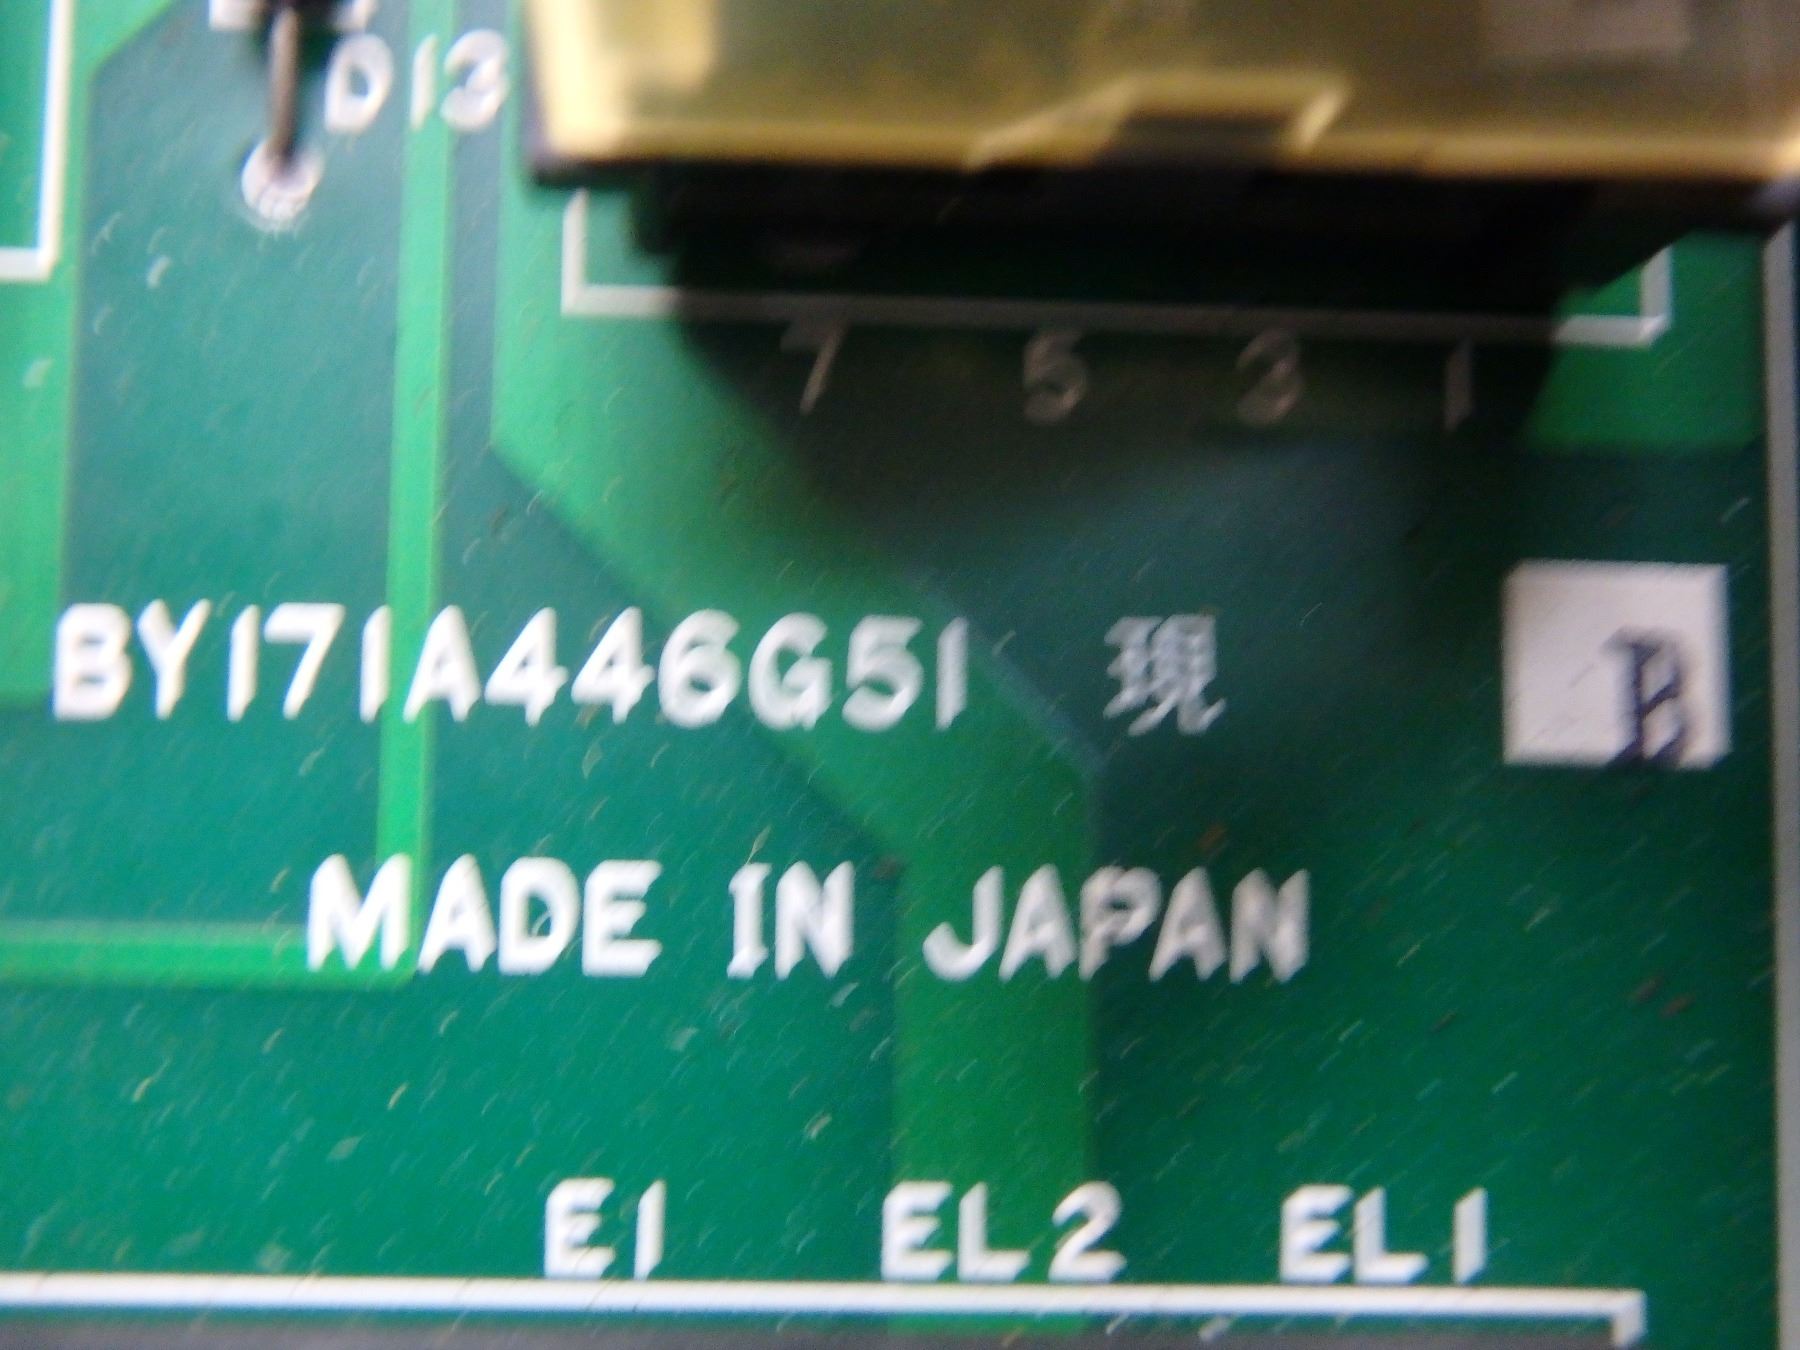 D13
7 5 3 1
BY171A446G51 現 B
MADE IN JAPAN
E1 EL2 EL1